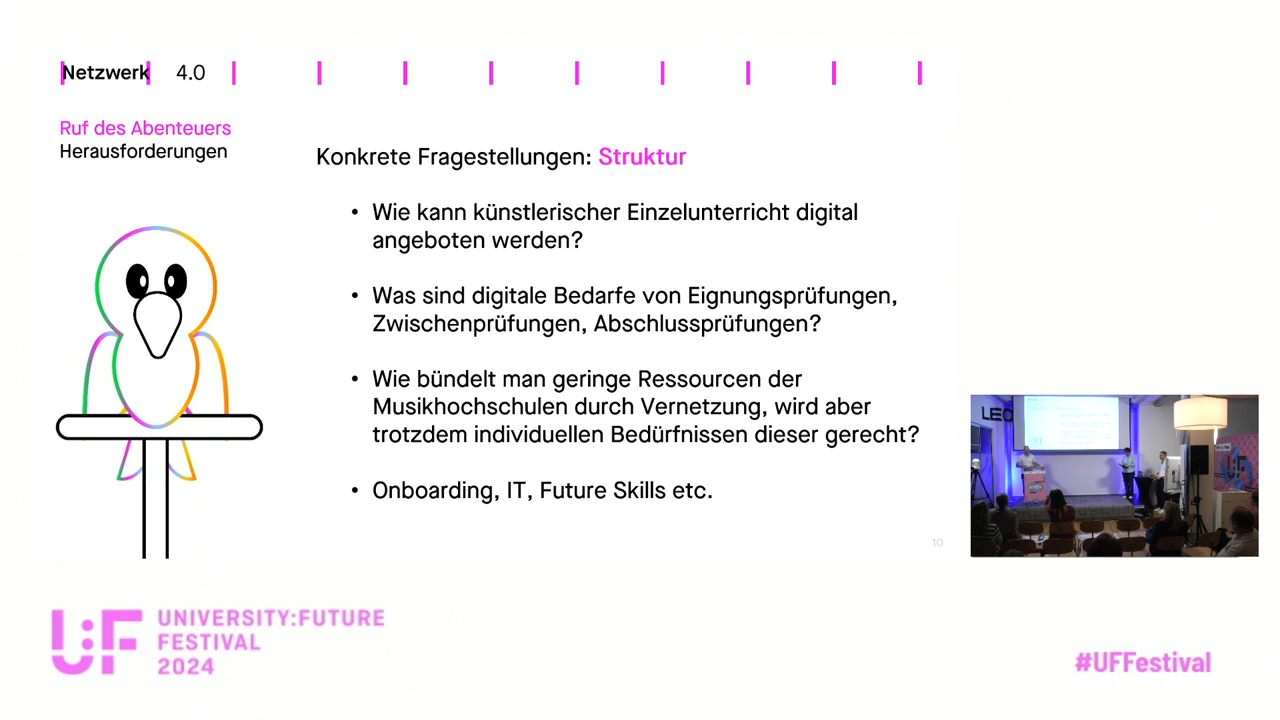 Netzwerk 4.0
Ruf des Abenteuers
Herausforderungen
Konkrete Fragestellungen: Struktur
• Wie kann künstlerischer Einzelunterricht digital
angeboten werden?
• Was sind digitale Bedarfe von Eignungsprüfungen,
Zwischenprüfungen, Abschlussprüfungen?
• Wie bündelt man geringe Ressourcen der
Musikhochschulen durch Vernetzung, wird aber
trotzdem individuellen Bedürfnissen dieser gerecht?
• Onboarding, IT, Future Skills etc.
10
U:F
UNIVERSITY:FUTURE
FESTIVAL
2024
#UFFestival